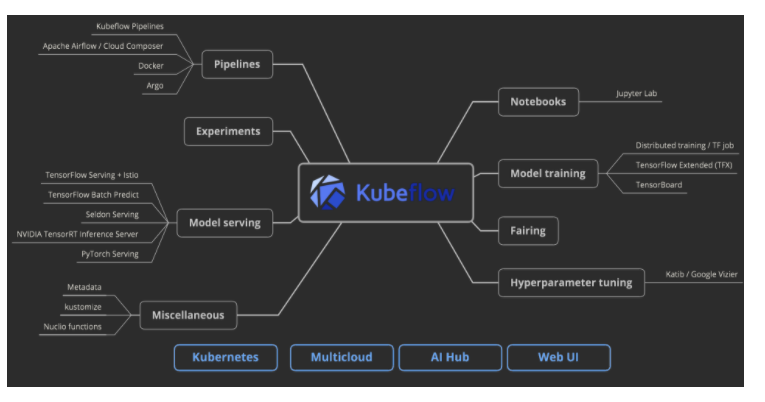 Kubeflow Pipelines
Apache Airflow / Cloud Composer
Docker
Argo
Pipelines
Experiments
TensorFlow Serving + Istio
TensorFlow Batch Predict
Seldon Serving
NVIDIA TensorRT Inference Server
PyTorch Serving
Model serving
Metadata
kustomize
Nuclio functions
Miscellaneous
Kubeflow
Notebooks
Jupyter Lab
Model training
Distributed training / TF job
TensorFlow Extended (TFX)
TensorBoard
Fairing
Hyperparameter tuning
Katib / Google Vizier
Kubernetes
Multicloud
AI Hub
Web UI